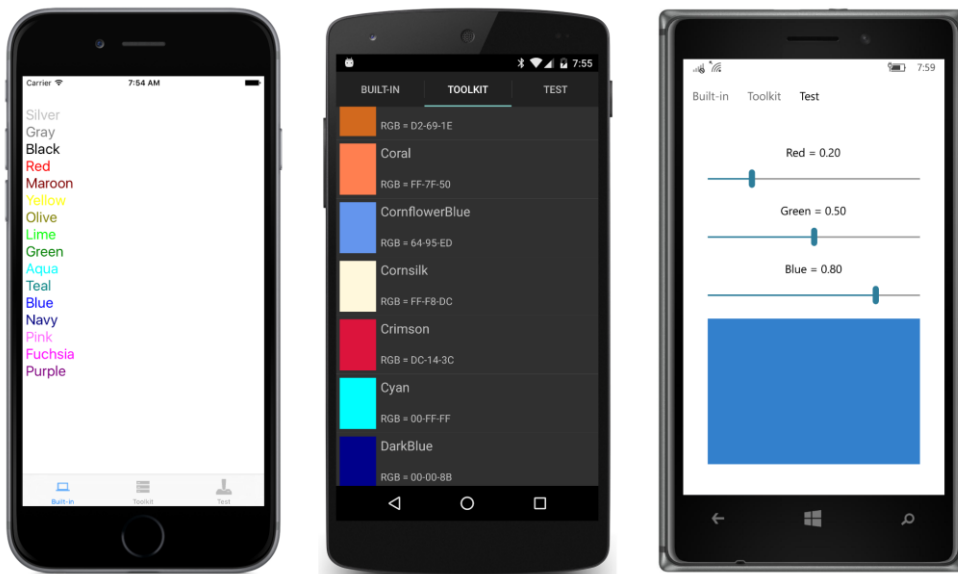 Carrier 7:54 AM
Silver
Gray
Black
Red
Maroon
Yellow
Olive
Lime
Green
Aqua
Teal
Blue
Navy
Pink
Fuchsia
Purple
Built-in Toolkit Test
7:55
BUILT-IN TOOLKIT TEST
RGB = D2-69-1E
Coral
RGB = FF-7F-50
CornflowerBlue
RGB = 64-95-ED
Cornsilk
RGB = FF-F8-DC
Crimson
RGB = DC-14-3C
Cyan
RGB = 00-FF-FF
DarkBlue
RGB = 00-00-8B
7:59
Built-in Toolkit Test
Red = 0.20
Green = 0.50
Blue = 0.80